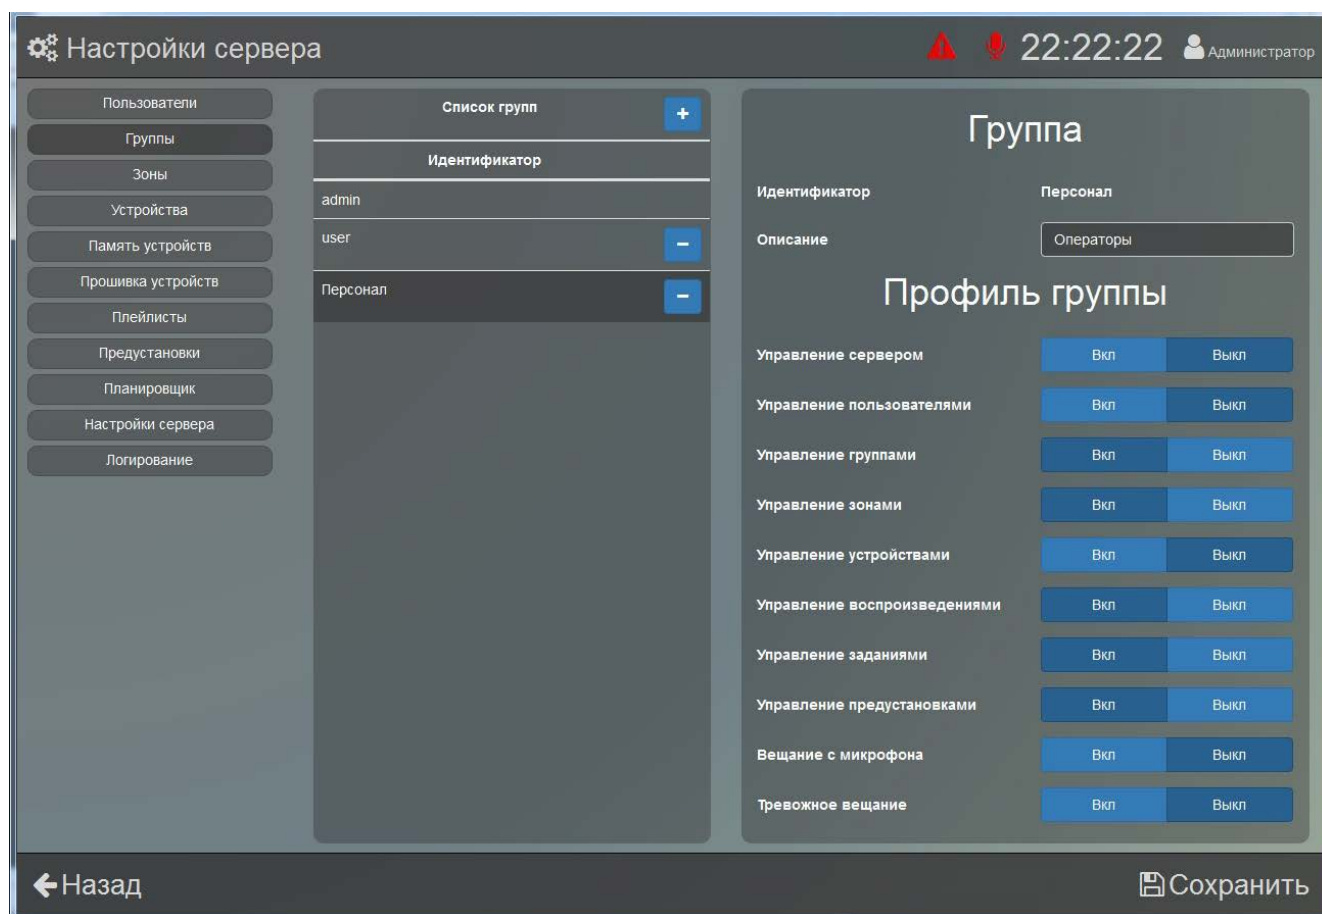 Настройки сервера
22:22:22 Администратор
Пользователи
Группы
Зоны
Устройства
Память устройств
Прошивка устройств
Плейлисты
Предустановки
Планировщик
Настройки сервера
Логирование
Список групп +
Идентификатор
admin
user −
Персонал −
Группа
Идентификатор Персонал
Описание Операторы
Профиль группы
Управление сервером Вкл Выкл
Управление пользователями Вкл Выкл
Управление группами Вкл Выкл
Управление зонами Вкл Выкл
Управление устройствами Вкл Выкл
Управление воспроизведениями Вкл Выкл
Управление заданиями Вкл Выкл
Управление предустановками Вкл Выкл
Вещание с микрофона Вкл Выкл
Тревожное вещание Вкл Выкл
Назад
Сохранить